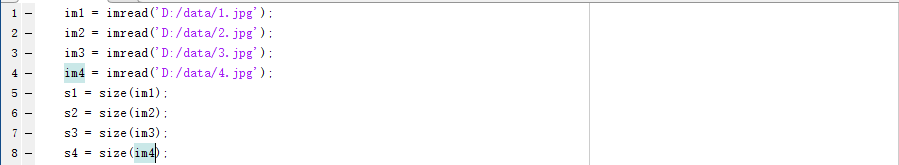 1 – im1 = imread('D:/data/1.jpg');
2 – im2 = imread('D:/data/2.jpg');
3 – im3 = imread('D:/data/3.jpg');
4 – im4 = imread('D:/data/4.jpg');
5 – s1 = size(im1);
6 – s2 = size(im2);
7 – s3 = size(im3);
8 – s4 = size(im4);